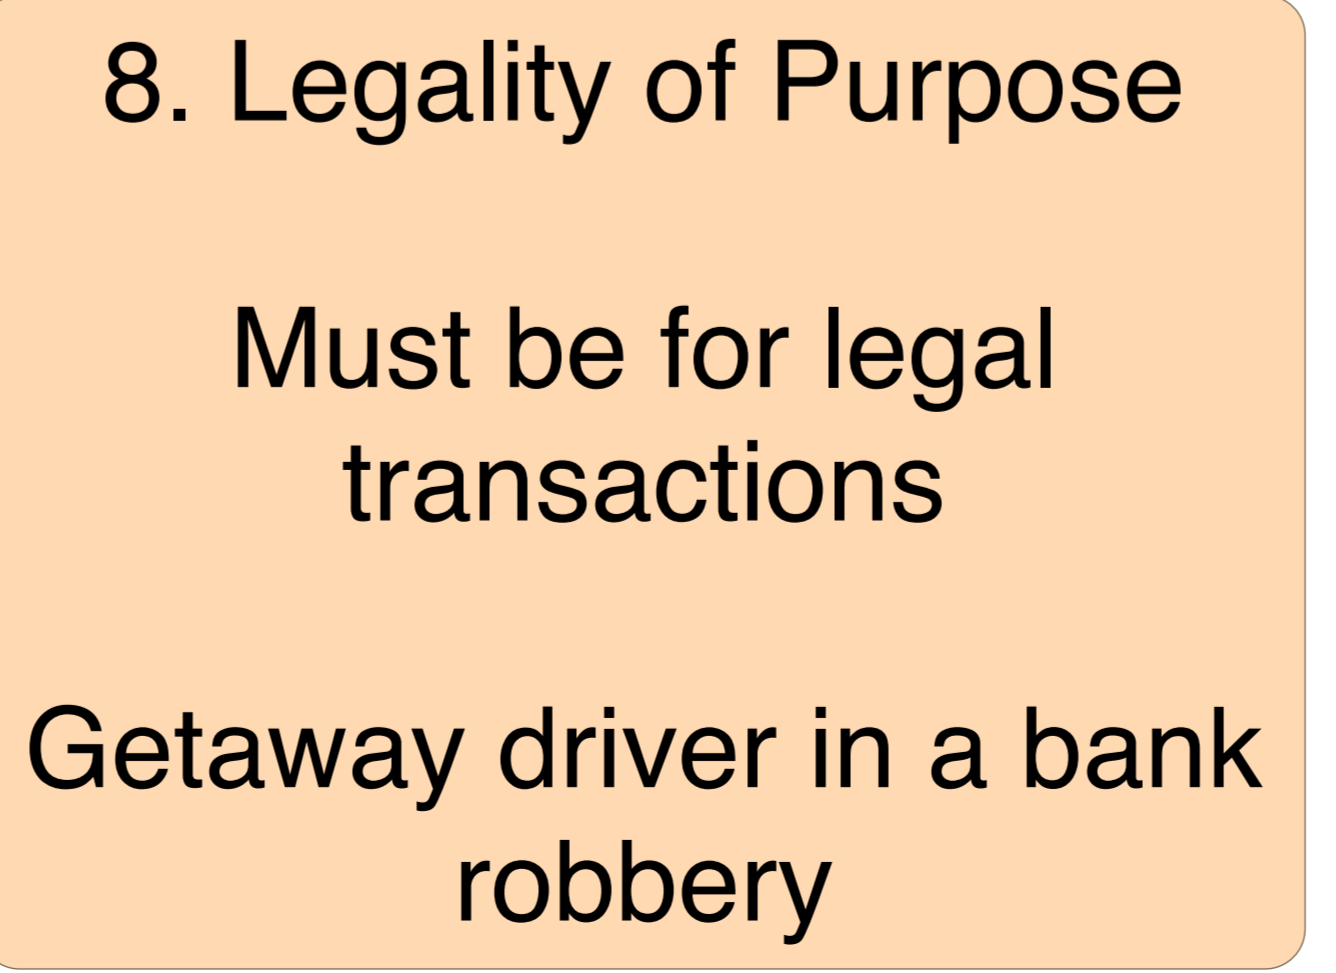 8. Legality of Purpose
Must be for legal
transactions
Getaway driver in a bank
robbery